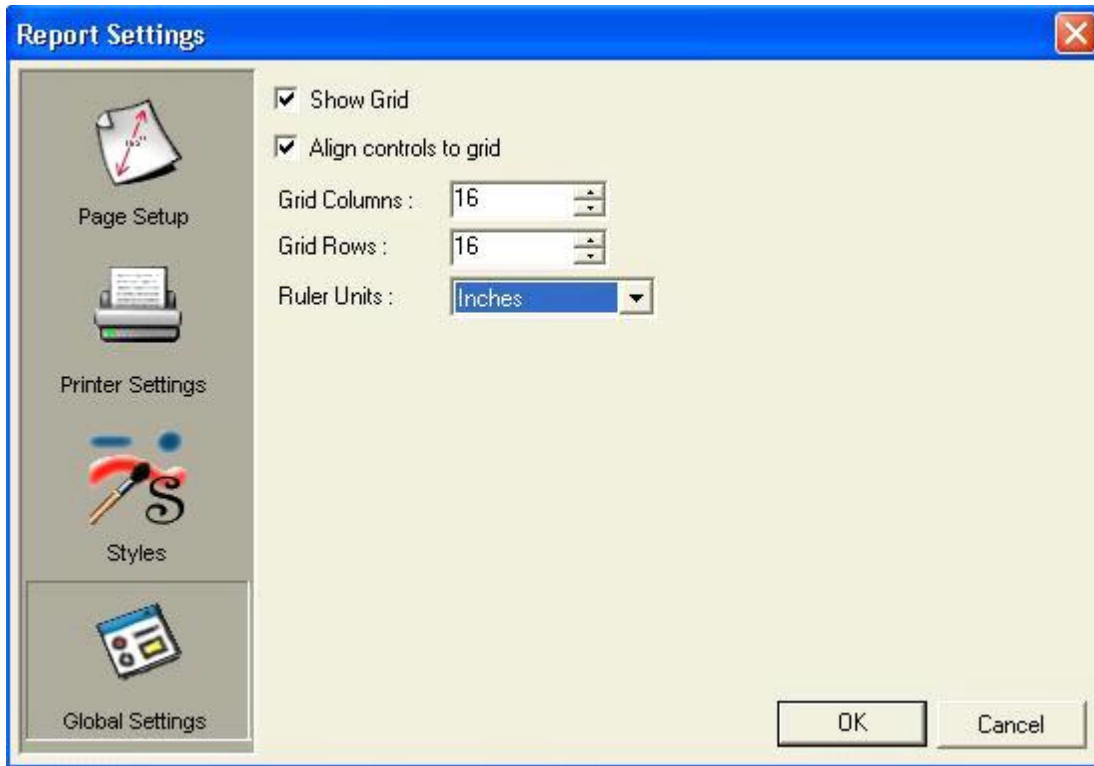 Report Settings
Page Setup
Printer Settings
Styles
Global Settings
Show Grid
Align controls to grid
Grid Columns : 16
Grid Rows : 16
Ruler Units : Inches
OK
Cancel